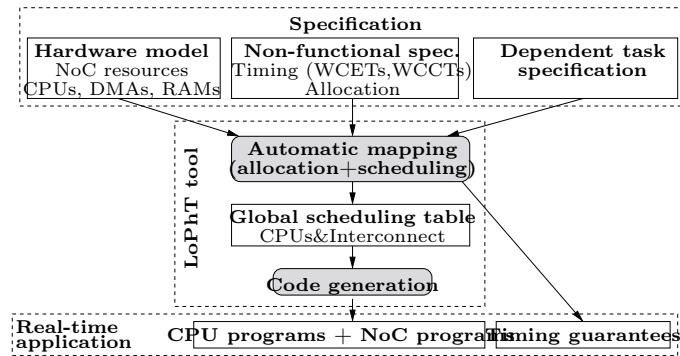 Specification
Hardware model
NoC resources
CPUs, DMAs, RAMs
Non-functional spec.
Timing (WCETs,WCCTs)
Allocation
Dependent task
specification
LoPhT tool
Automatic mapping
(allocation+scheduling)
Global scheduling table
CPUs&Interconnect
Code generation
Real-time
application
CPU programs + NoC programs
Timing guarantees